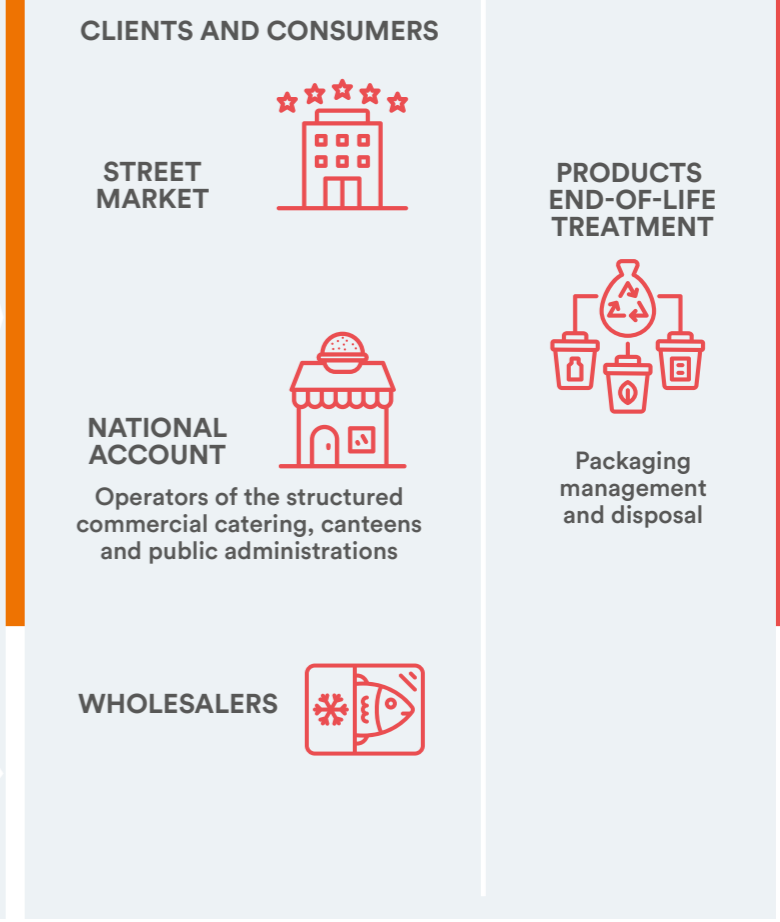 CLIENTS AND CONSUMERS
STREET
MARKET
NATIONAL
ACCOUNT
Operators of the structured
commercial catering, canteens
and public administrations
WHOLESALERS
PRODUCTS
END-OF-LIFE
TREATMENT
Packaging
management
and disposal